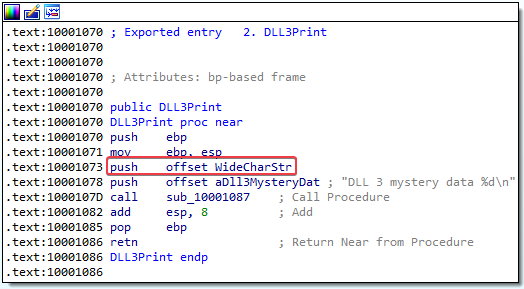 .text:10001070 ; Exported entry   2. DLL3Print
.text:10001070
.text:10001070
.text:10001070 ; Attributes: bp-based frame
.text:10001070
.text:10001070 public DLL3Print
.text:10001070 DLL3Print proc near
.text:10001070 push    ebp
.text:10001071 mov     ebp, esp
.text:10001073 push    offset WideCharStr
.text:10001078 push    offset aDll3MysteryDat ; "DLL 3 mystery data %d\n"
.text:1000107D call    sub_10001087    ; Call Procedure
.text:10001082 add     esp, 8          ; Add
.text:10001085 pop     ebp
.text:10001086 retn                    ; Return Near from Procedure
.text:10001086 DLL3Print endp
.text:10001086